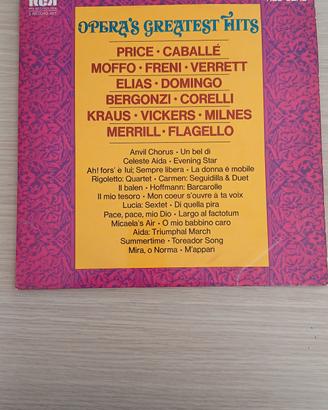 RCA
OPERA'S GREATEST HITS
PRICE • CABALLÉ
MOFFO • FRENI • VERRETT
ELIAS • DOMINGO
BERGONZI • CORELLI
KRAUS • VICKERS • MILNES
MERRILL • FLAGELLO
Anvil Chorus • Un bel di
Celeste Aida • Evening Star
Ah! fors' è lui; Sempre libera • La donna è mobile
Rigoletto: Quartet • Carmen: Seguidilla & Duet
Il balen • Hoffmann: Barcarolle
Il mio tesoro • Mon coeur s'ouvre à ta voix
Lucia: Sextet • Di quella pira
Pace, pace, mio Dio • Largo al factotum
Micaela's Air • O mio babbino caro
Aida: Triumphal March
Summertime • Toreador Song
Mira, o Norma • M'appari